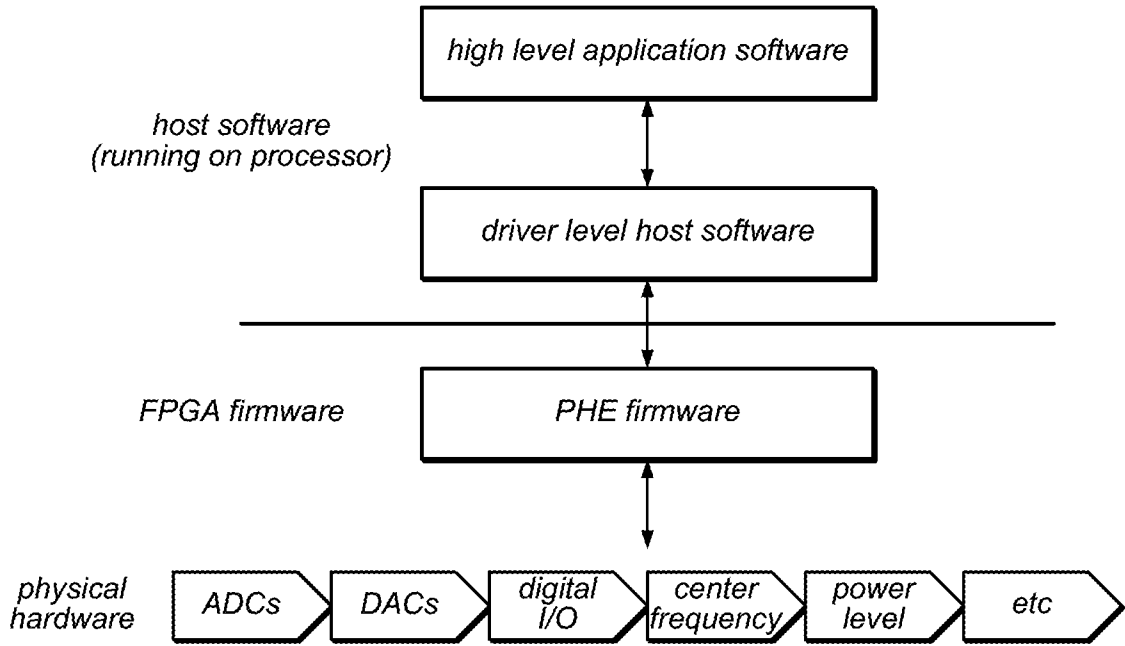 high level application software
host software
(running on processor)
driver level host software
FPGA firmware
PHE firmware
physical
hardware
ADCs
DACs
digital
I/O
center
frequency
power
level
etc